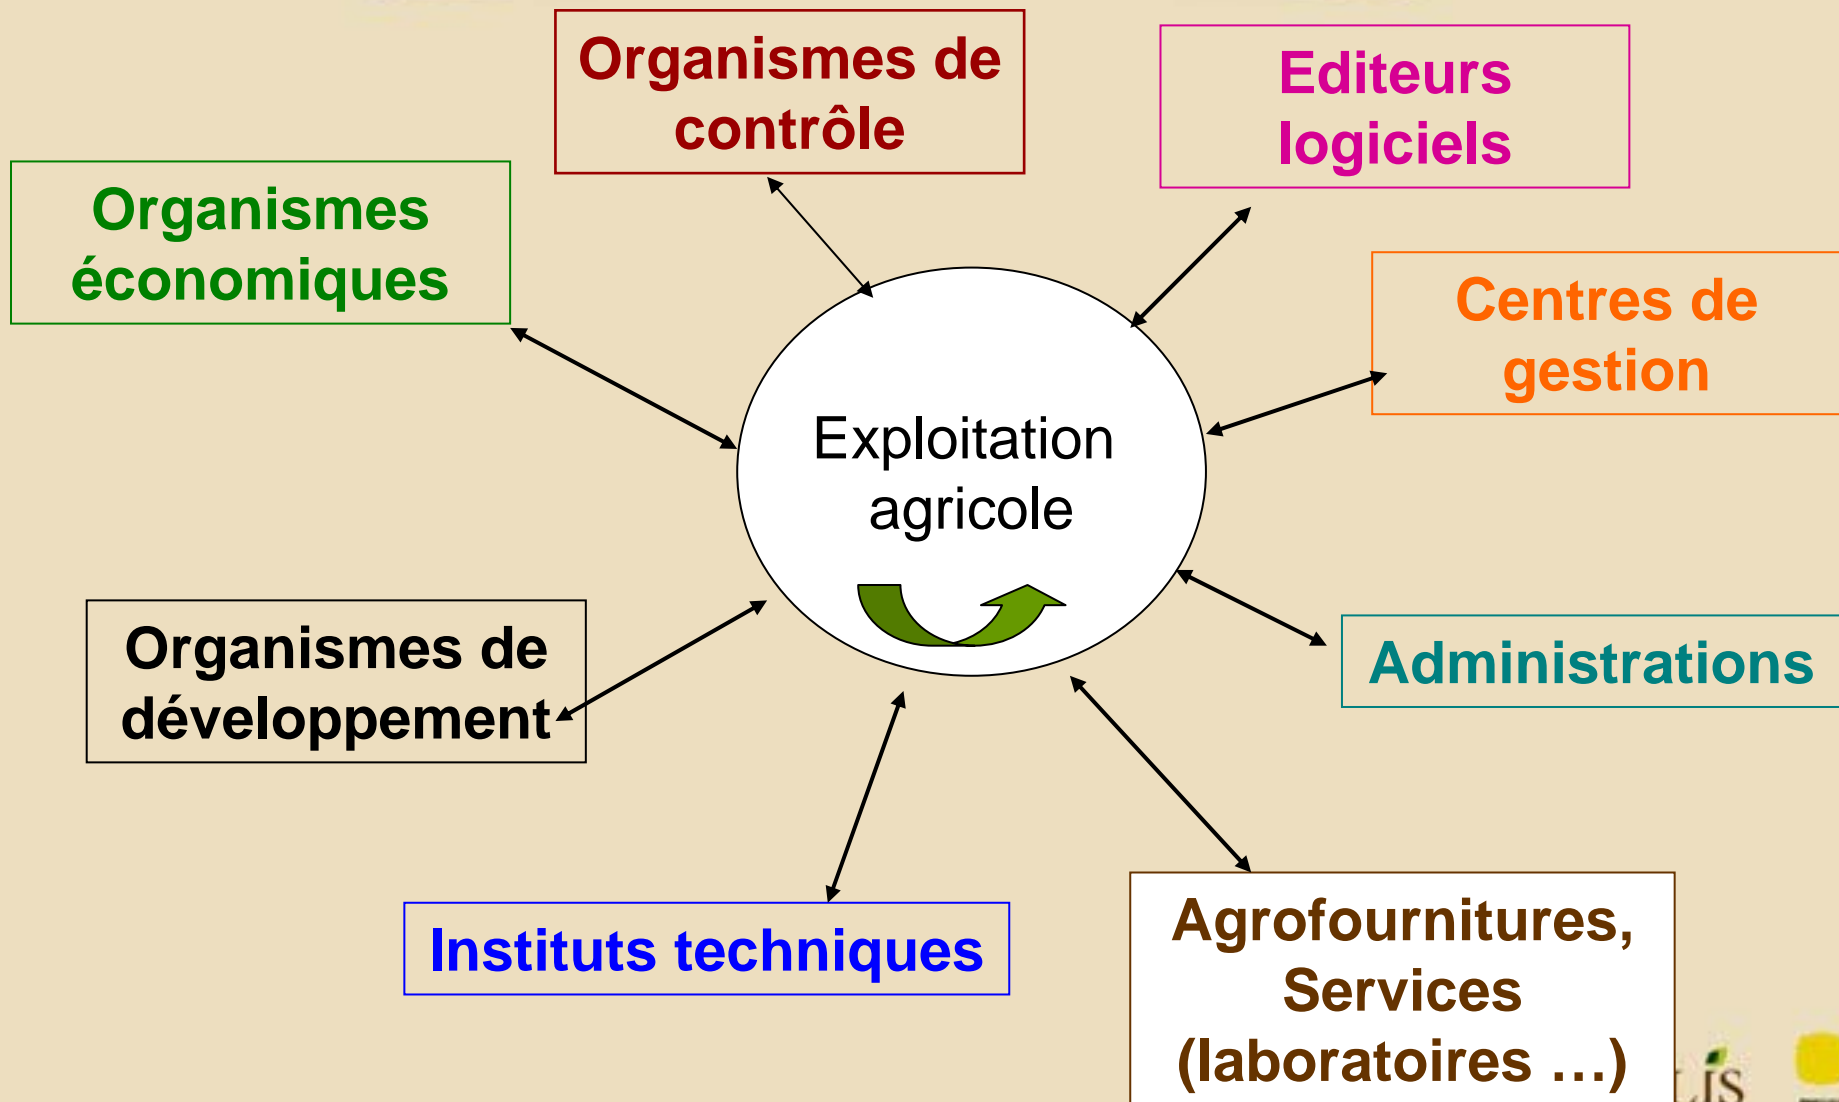 Organismes de
contrôle
Editeurs
logiciels
Organismes
économiques
Centres de
gestion
Exploitation
agricole
Organismes de
développement
Administrations
Instituts techniques
Agrofournitures,
Services
(laboratoires …)